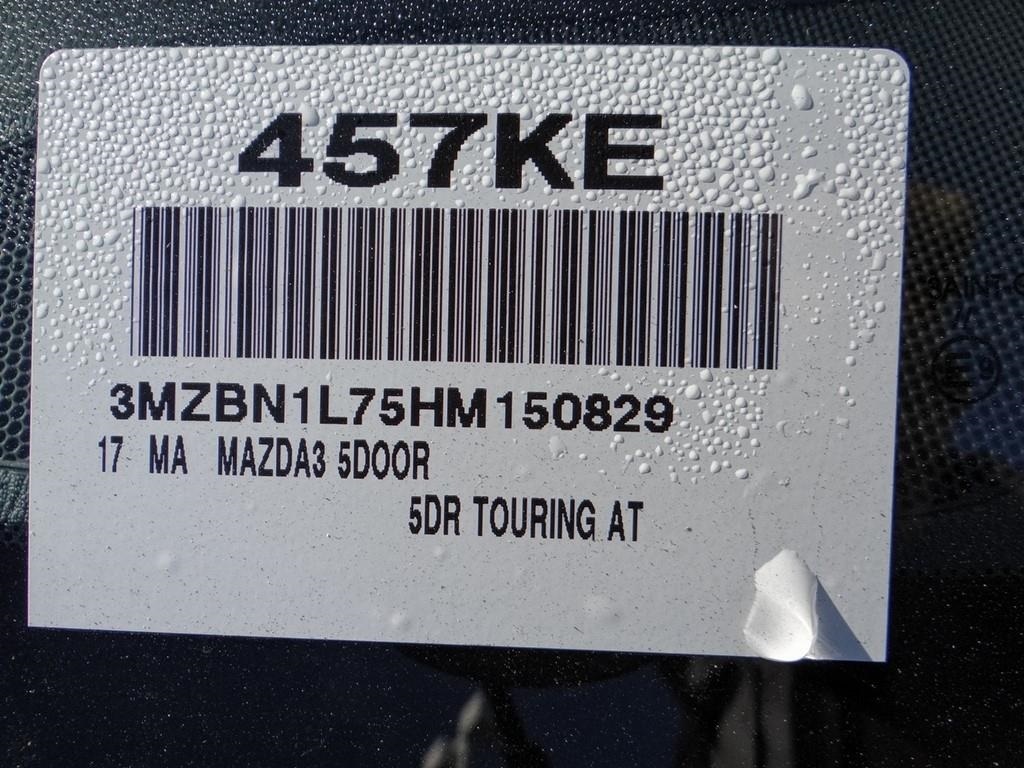 457KE
3MZBN1L75HM150829
17 MA MAZDA3 5DOOR
5DR TOURING AT